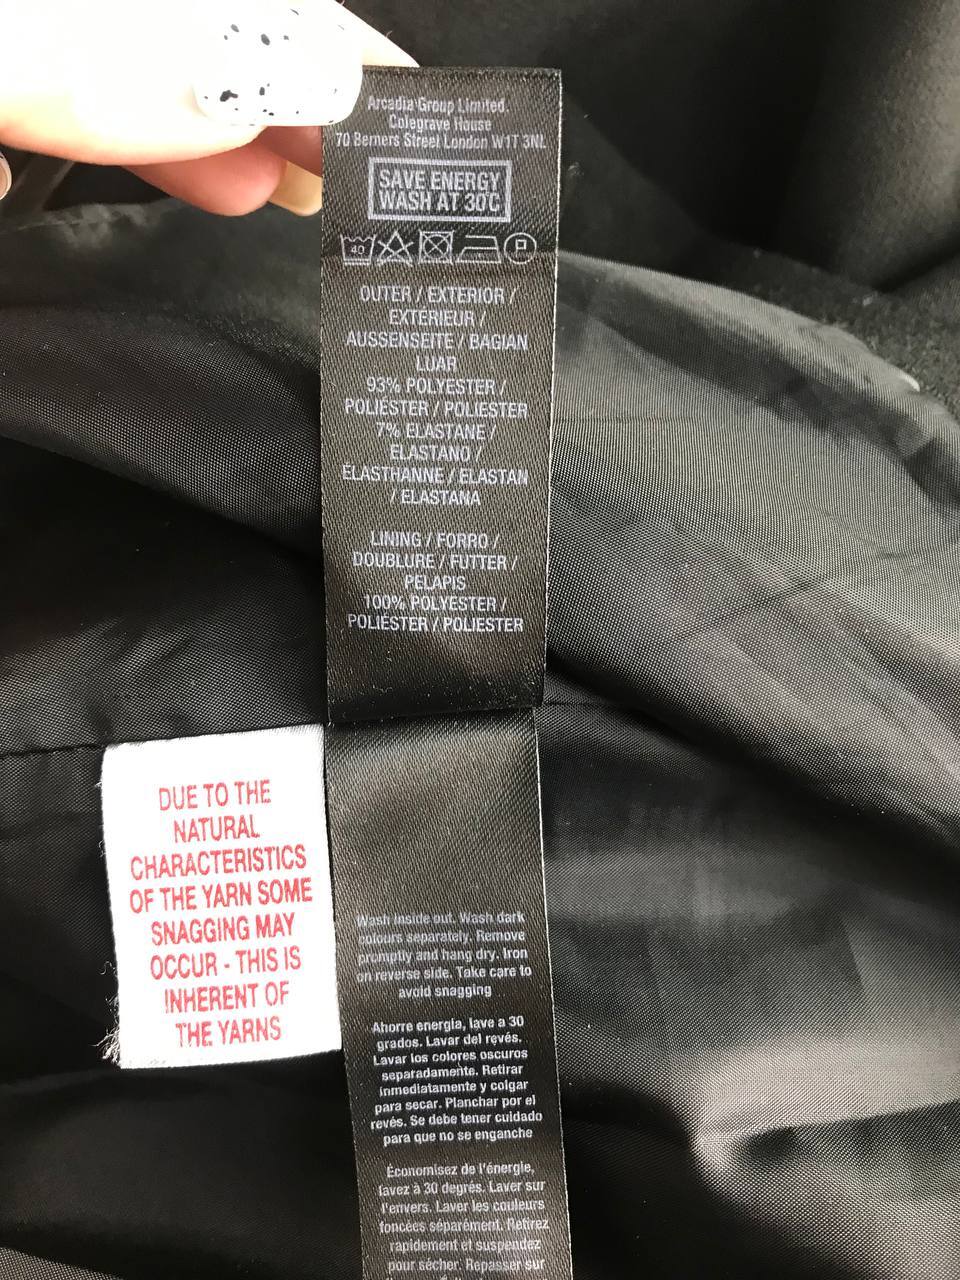 Arcadia Group Limited.
Colegrave House
70 Berners Street London W1T 3NL
SAVE ENERGY
WASH AT 30°C
40
P
OUTER / EXTERIOR /
EXTERIEUR /
AUSSENSEITE / BAGIAN
LUAR
93% POLYESTER /
POLIÉSTER / POLIESTER
7% ELASTANE /
ELASTANO /
ÉLASTHANNE / ELASTAN
/ ELASTANA
LINING / FORRO /
DOUBLURE / FUTTER /
PELAPIS
100% POLYESTER /
POLIÉSTER / POLIESTER
DUE TO THE
NATURAL
CHARACTERISTICS
OF THE YARN SOME
SNAGGING MAY
OCCUR - THIS IS
INHERENT OF
THE YARNS
Wash inside out. Wash dark
colours separately. Remove
promptly and hang dry. Iron
on reverse side. Take care to
avoid snagging
Ahorre energia, lave a 30
grados. Lavar del revés.
Lavar los colores oscuros
separadamente. Retirar
inmediatamente y colgar
para secar. Planchar por el
revés. Se debe tener cuidado
para que no se enganche
Économisez de l'énergie,
lavez à 30 degrés. Laver sur
l'envers. Laver les couleurs
foncées séparément. Retirez
rapidement et suspendez
pour sécher. Repasser sur